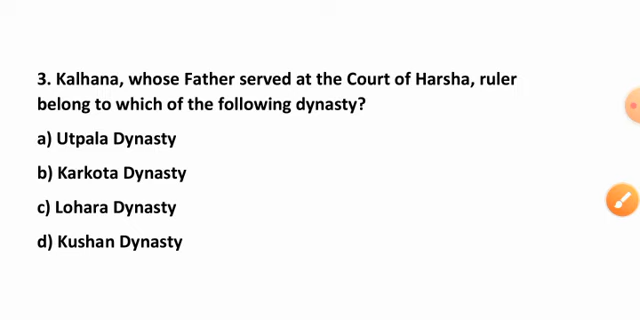 3. Kalhana, whose Father served at the Court of Harsha, ruler
belong to which of the following dynasty?
a) Utpala Dynasty
b) Karkota Dynasty
c) Lohara Dynasty
d) Kushan Dynasty